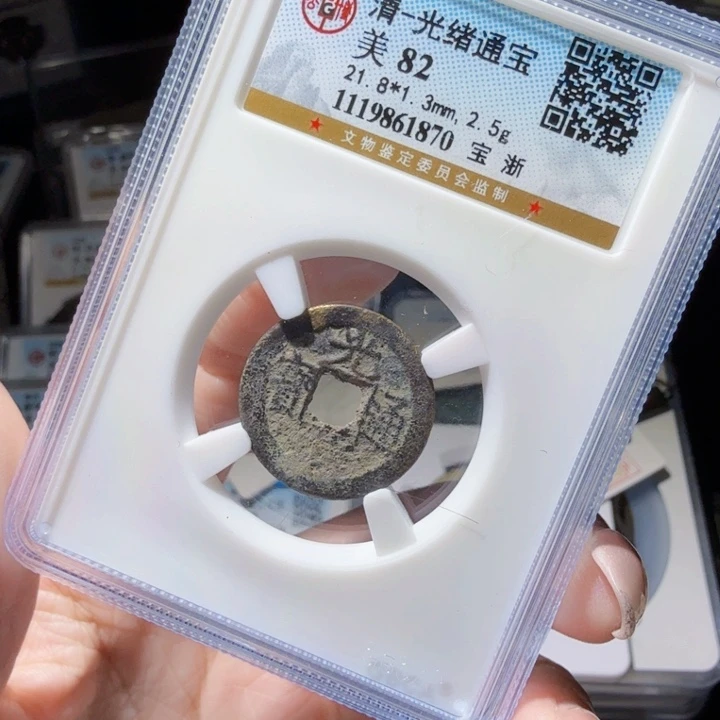 清-光绪通宝
美 82
21.8*1.3mm, 2.5g
1119861870 宝 浙
文物鉴定委员会监制
光